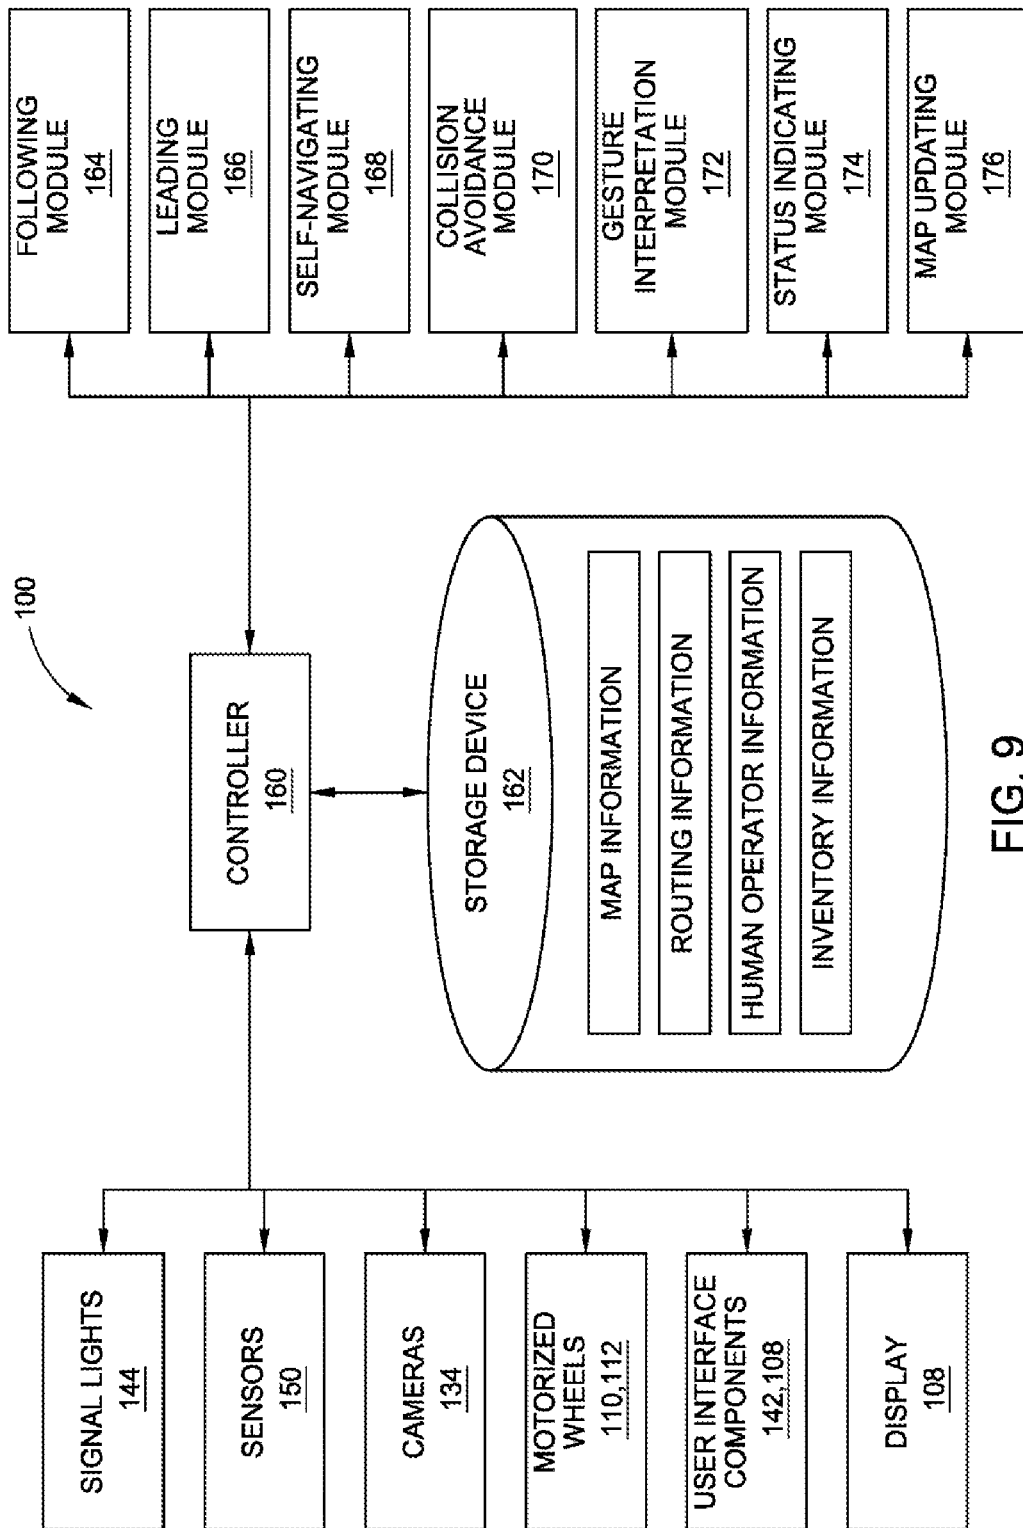 100
SIGNAL LIGHTS
144
SENSORS
150
CAMERAS
134
MOTORIZED
WHEELS
110,112
USER INTERFACE
COMPONENTS
142,108
DISPLAY
108
CONTROLLER
160
STORAGE DEVICE
162
MAP INFORMATION
ROUTING INFORMATION
HUMAN OPERATOR INFORMATION
INVENTORY INFORMATION
FOLLOWING
MODULE
164
LEADING
MODULE
166
SELF-NAVIGATING
MODULE
168
COLLISION
AVOIDANCE
MODULE
170
GESTURE
INTERPRETATION
MODULE
172
STATUS INDICATING
MODULE
174
MAP UPDATING
MODULE
176
FIG. 9